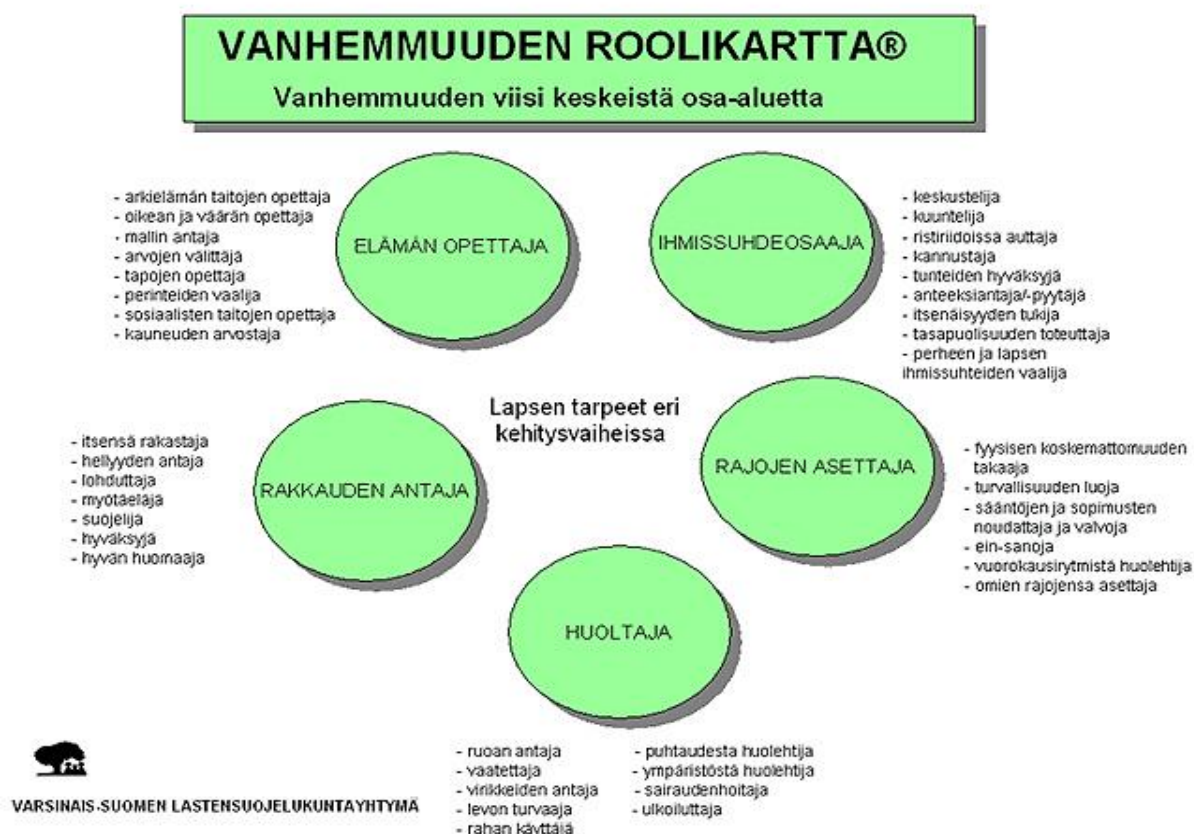 VANHEMMUUDEN ROOLIKARTTA®
Vanhemmuuden viisi keskeistä osa-aluetta
- arkielämän taitojen opettaja
- oikean ja väärän opettaja
- mallin antaja
- arvojen välittäjä
- tapojen opettaja
- perinteiden vaalija
- sosiaalisten taitojen opettaja
- kauneuden arvostaja
ELÄMÄN OPETTAJA
IHMISSUHDEOSAAJA
- keskustelija
- kuuntelija
- ristiriidoissa auttaja
- kannustaja
- tunteiden hyväksyjä
- anteeksiantaja/-pyytäjä
- itsenäisyyden tukija
- tasapuolisuuden toteuttaja
- perheen ja lapsen
ihmissuhteiden vaalija
Lapsen tarpeet eri
kehitysvaiheissa
- itsensä rakastaja
- hellyyden antaja
- lohduttaja
- myötäeläjä
- suojelija
- hyväksyjä
- hyvän huomaaja
RAKKAUDEN ANTAJA
RAJOJEN ASETTAJA
- fyysisen koskemattomuuden
takaaja
- turvallisuuden luoja
- sääntöjen ja sopimusten
noudattaja ja valvoja
- ein-sanoja
- vuorokausirytmistä huolehtija
- omien rajojensa asettaja
HUOLTAJA
- ruoan antaja
- vaatettaja
- virikkeiden antaja
- levon turvaaja
- rahan käyttäjä
- puhtaudesta huolehtija
- ympäristöstä huolehtija
- sairaudenhoitaja
- ulkoiluttaja
VARSINAIS-SUOMEN LASTENSUOJELUKUNTAYHTYMÄ